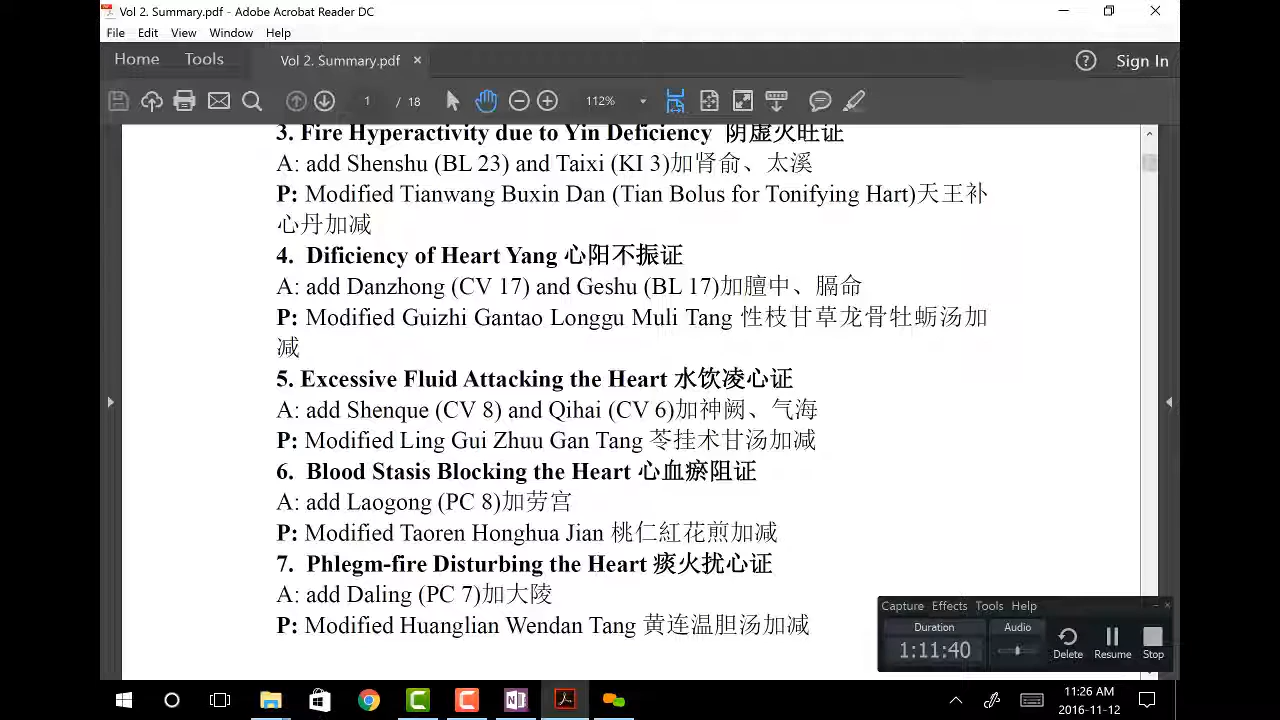 Vol 2. Summary.pdf - Adobe Acrobat Reader DC
File Edit View Window Help
Home Tools Vol 2. Summary.pdf × Sign In
1 / 18 112%
3. Fire Hyperactivity due to Yin Deficiency 阴虚火旺证
A: add Shenshu (BL 23) and Taixi (KI 3)加肾俞、太溪
P: Modified Tianwang Buxin Dan (Tian Bolus for Tonifying Hart)天王补
心丹加减
4. Dificiency of Heart Yang 心阳不振证
A: add Danzhong (CV 17) and Geshu (BL 17)加膻中、膈命
P: Modified Guizhi Gantao Longgu Muli Tang 性枝甘草龙骨牡蛎汤加
减
5. Excessive Fluid Attacking the Heart 水饮凌心证
A: add Shenque (CV 8) and Qihai (CV 6)加神阙、气海
P: Modified Ling Gui Zhuu Gan Tang 苓挂术甘汤加减
6. Blood Stasis Blocking the Heart 心血瘀阻证
A: add Laogong (PC 8)加劳宫
P: Modified Taoren Honghua Jian 桃仁紅花煎加减
7. Phlegm-fire Disturbing the Heart 痰火扰心证
A: add Daling (PC 7)加大陵
P: Modified Huanglian Wendan Tang 黄连温胆汤加减
Capture Effects Tools Help
Duration Audio
1:11:40 Delete Resume Stop
11:26 AM
2016-11-12